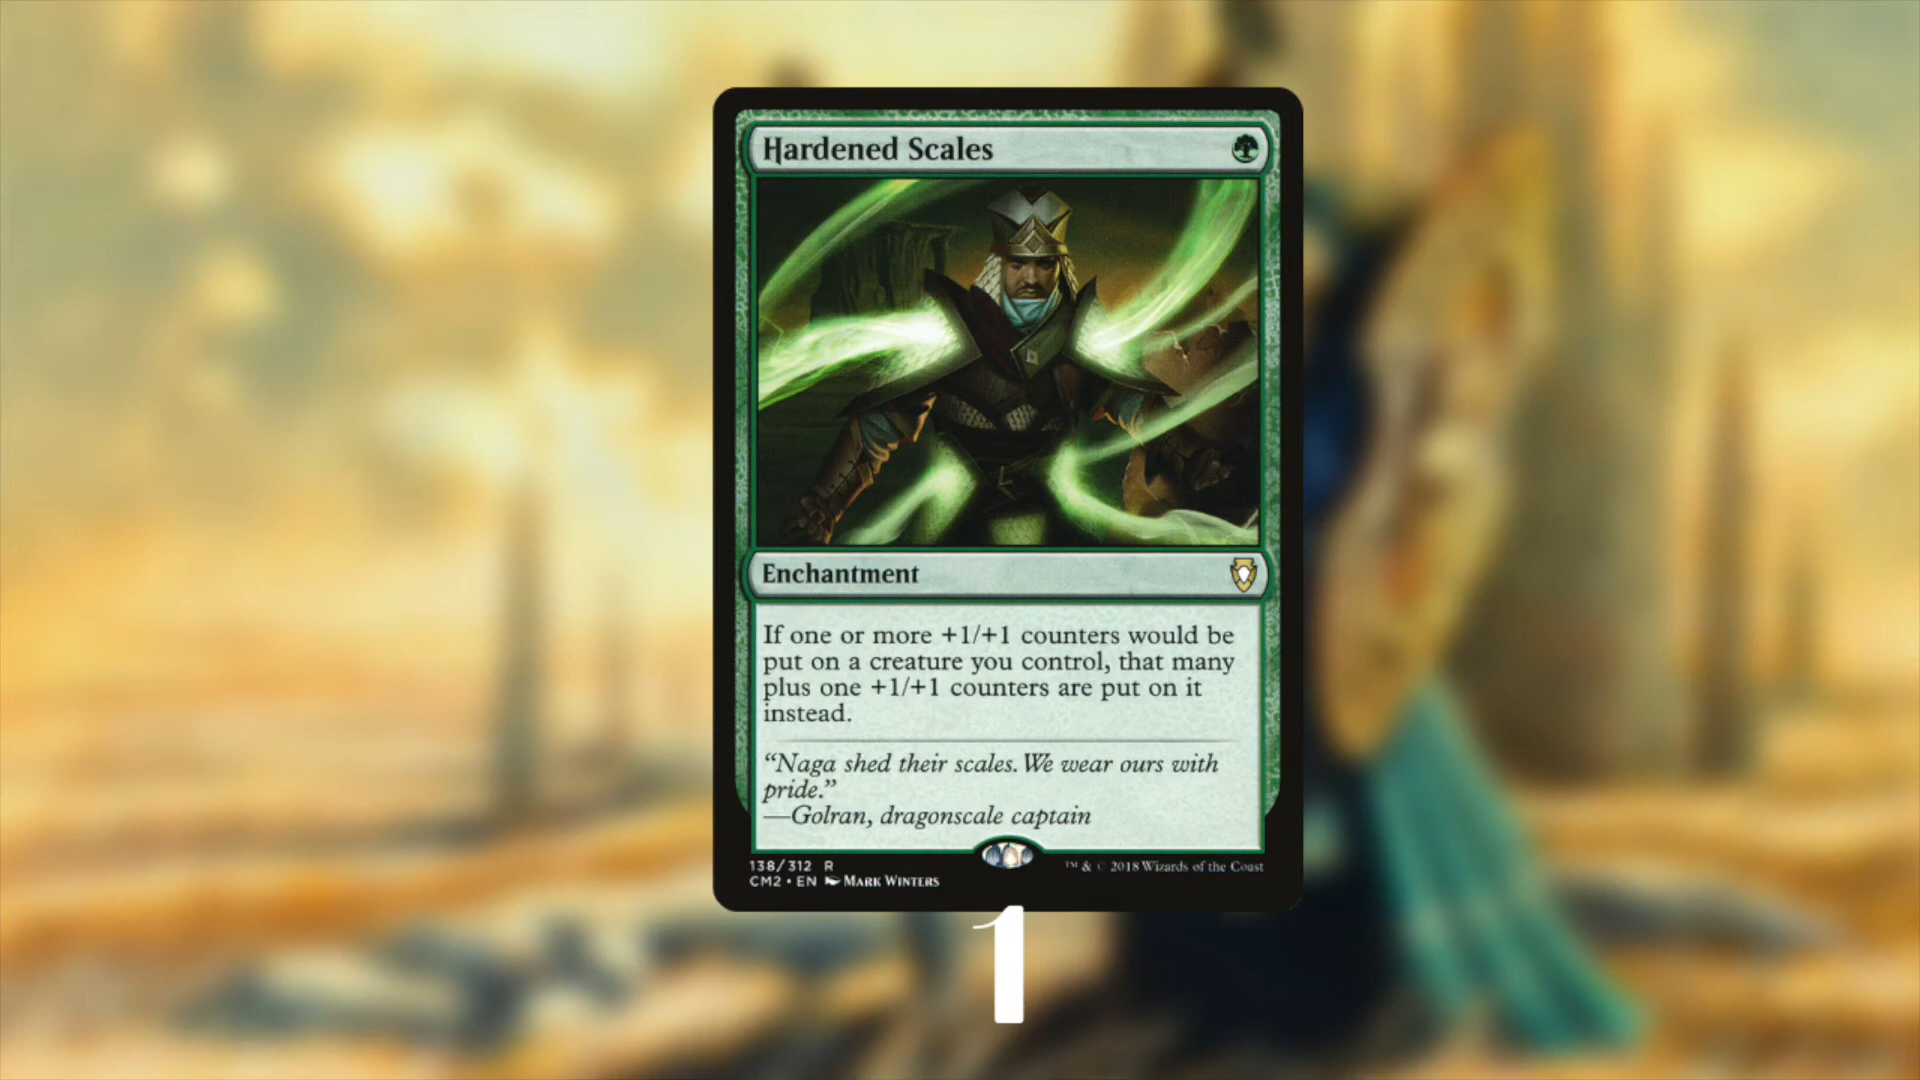 Hardened Scales
Enchantment
If one or more +1/+1 counters would be
put on a creature you control, that many
plus one +1/+1 counters are put on it
instead.
“Naga shed their scales. We wear ours with
pride.”
—Golran, dragonscale captain
138/312 R
™ & © 2018 Wizards of the Coast
CM2 • EN Mark Winters
1